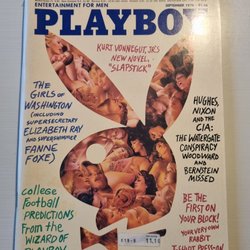 ENTERTAINMENT FOR MEN
SEPTEMBER 1976
PLAYBOY
KURT VONNEGUT, JR.'S
NEW NOVEL,
"SLAPSTICK"
THE
GIRLS OF
WASHINGTON
(INCLUDING
SUPERSECRETARY
ELIZABETH RAY
AND SUPERSWIMMER
FANNE
FOXE)
HUGHES,
NIXON
AND THE
CIA:
THE WATERGATE
CONSPIRACY
WOODWARD
AND
BERNSTEIN
MISSED
COLLEGE
FOOTBALL
PREDICTIONS
FROM the
WIZARD OF
BE THE
FIRST ON
YOUR BLOCK!
YOUR VERY OWN
RABBIT